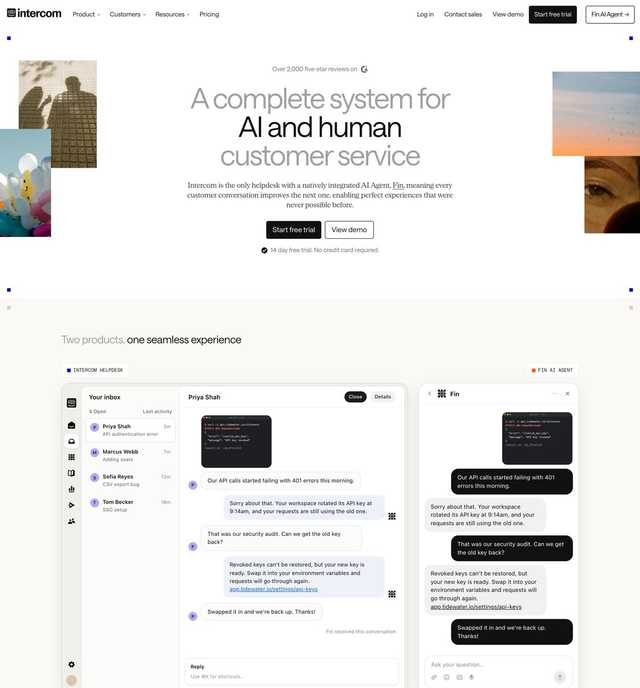 intercom
Product
Customers
Resources
Pricing
Log in
Contact sales
View demo
Start free trial
Fin AI Agent →
Over 2,000 five-star reviews on
A complete system for
AI and human
customer service
Intercom is the only helpdesk with a natively integrated AI Agent, Fin, meaning every
customer conversation improves the next one, enabling perfect experiences that were
never possible before.
Start free trial
View demo
14 day free trial. No credit card required.
Two products, one seamless experience
INTERCOM HELPDESK
FIN AI AGENT
Your inbox
5 Open
Last activity
P
Priya Shah
API authentication error
M
Marcus Webb
7m
Adding seats
S
Sofia Reyes
12m
CSV export bug
T
Tom Becker
18m
SSO setup
Priya Shah
Close
Details
Our API calls started failing with 401 errors this morning.
Sorry about that. Your workspace rotated its API key at
9:14am, and your requests are still using the old one.
That was our security audit. Can we get the old key
back?
Revoked keys can't be restored, but your new key is
ready. Swap it into your environment variables and
requests will go through again.
app.tidewater.io/settings/api-keys
Swapped it in and we're back up. Thanks!
Fin resolved this conversation
Reply
Use ⌘K for shortcuts...
Fin
Our API calls started failing with 401
errors this morning.
Sorry about that. Your workspace
rotated its API key at 9:14am, and your
requests are still using the old one.
That was our security audit. Can we get
the old key back?
Revoked keys can't be restored, but
your new key is ready. Swap it into your
environment variables and requests will
go through again.
app.tidewater.io/settings/api-keys
Swapped it in and we're back up.
Thanks!
Ask your question...